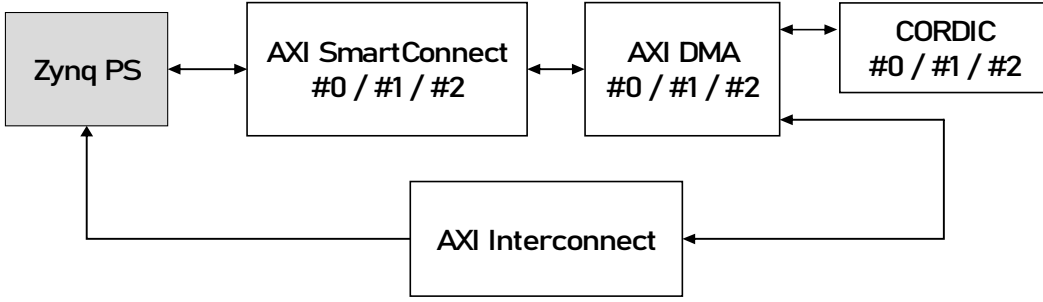 Zynq PS
AXI SmartConnect
#0 / #1 / #2
AXI DMA
#0 / #1 / #2
CORDIC
#0 / #1 / #2
AXI Interconnect